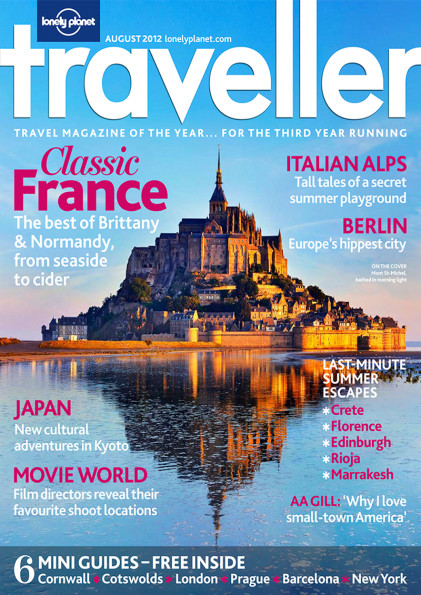 lonely planet
AUGUST 2012 lonelyplanet.com
traveller
TRAVEL MAGAZINE OF THE YEAR... FOR THE THIRD YEAR RUNNING
Classic
France
The best of Brittany
& Normandy,
from seaside
to cider
ITALIAN ALPS
Tall tales of a secret
summer playground
BERLIN
Europe's hippest city
ON THE COVER
Mont St-Michel,
bathed in morning light
LAST-MINUTE
SUMMER
ESCAPES
* Crete
* Florence
* Edinburgh
* Rioja
* Marrakesh
JAPAN
New cultural
adventures in Kyoto
MOVIE WORLD
Film directors reveal their
favourite shoot locations
AA GILL: 'Why I love
small-town America'
6 MINI GUIDES – FREE INSIDE
Cornwall • Cotswolds • London • Prague • Barcelona • New York